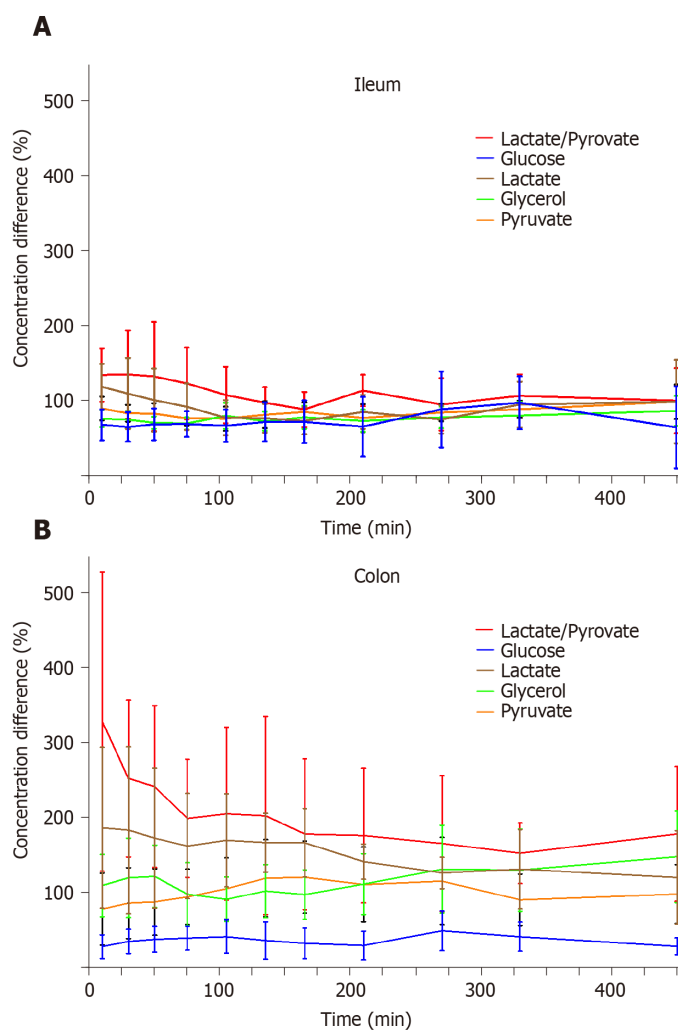 A
Ileum
Concentration difference (%)
500
400
300
200
100
Lactate/Pyrovate
Glucose
Lactate
Glycerol
Pyruvate
0 100 200 300 400
Time (min)
B
Colon
Concentration difference (%)
500
400
300
200
100
Lactate/Pyrovate
Glucose
Lactate
Glycerol
Pyruvate
0 100 200 300 400
Time (min)